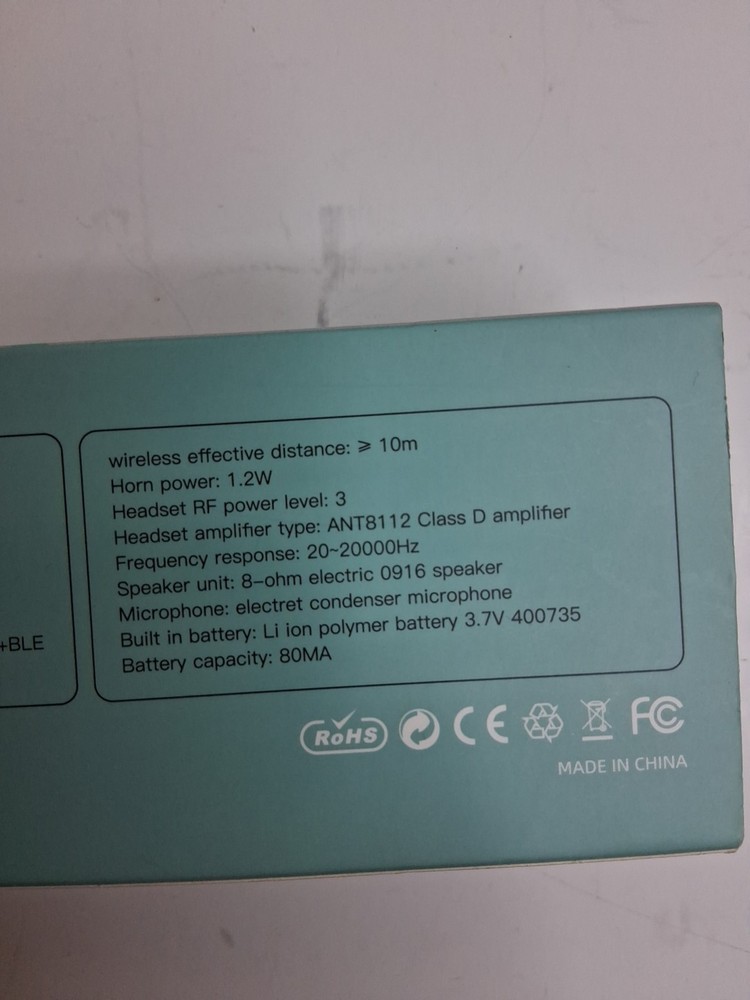 wireless effective distance: ⩾ 10m
Horn power: 1.2W
Headset RF power level: 3
Headset amplifier type: ANT8112 Class D amplifier
Frequency response: 20~20000Hz
Speaker unit: 8-ohm electric 0916 speaker
Microphone: electret condenser microphone
Built in battery: Li ion polymer battery 3.7V 400735
Battery capacity: 80MA
+BLE
RoHS CE FC
MADE IN CHINA